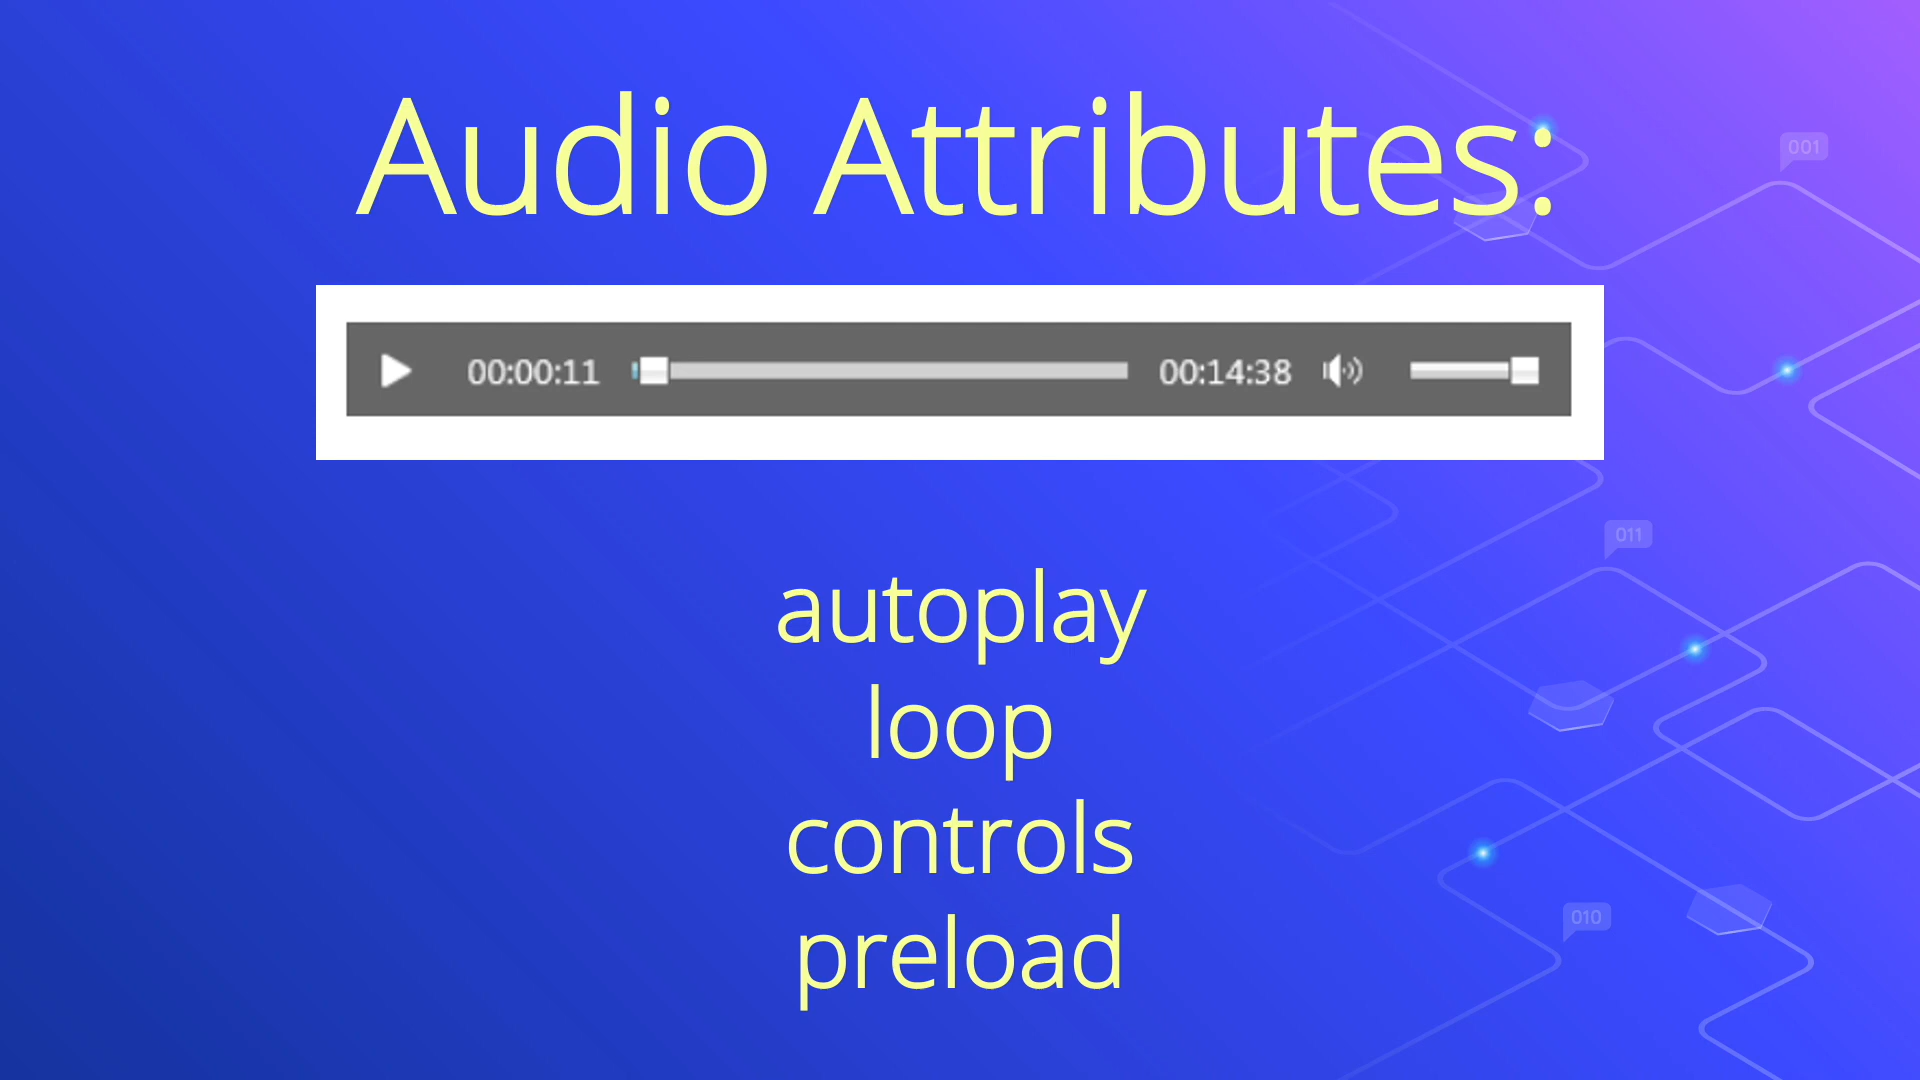 Audio Attributes:
001
00:00:11 00:14:38
011
autoplay
loop
controls
010
preload